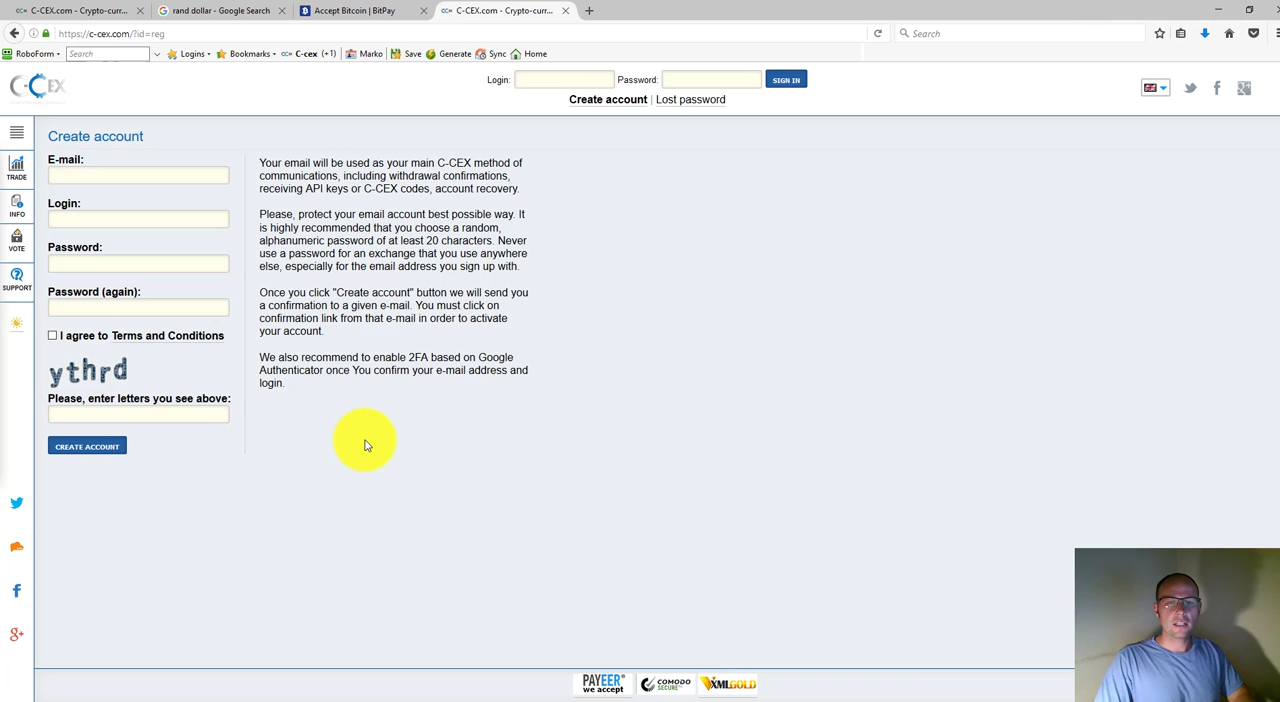 C-CEX.com - Crypto-curr...
rand dollar - Google Search
Accept Bitcoin | BitPay
C-CEX.com - Crypto-curr...
https://c-cex.com/?id=reg
Search
RoboForm
Search
Logins
Bookmarks
C-cex (+1)
Marko
Save
Generate
Sync
Home
C-CEX
Login:
Password:
SIGN IN
Create account | Lost password
TRADE
INFO
VOTE
SUPPORT
Create account
E-mail:
Login:
Password:
Password (again):
I agree to Terms and Conditions
ythrd
Please, enter letters you see above:
CREATE ACCOUNT
Your email will be used as your main C-CEX method of
communications, including withdrawal confirmations,
receiving API keys or C-CEX codes, account recovery.
Please, protect your email account best possible way. It
is highly recommended that you choose a random,
alphanumeric password of at least 20 characters. Never
use a password for an exchange that you use anywhere
else, especially for the email address you sign up with.
Once you click "Create account" button we will send you
a confirmation to a given e-mail. You must click on
confirmation link from that e-mail in order to activate
your account.
We also recommend to enable 2FA based on Google
Authenticator once You confirm your e-mail address and
login.
PAYEER
we accept
COMODO
SECURE
XMLGOLD